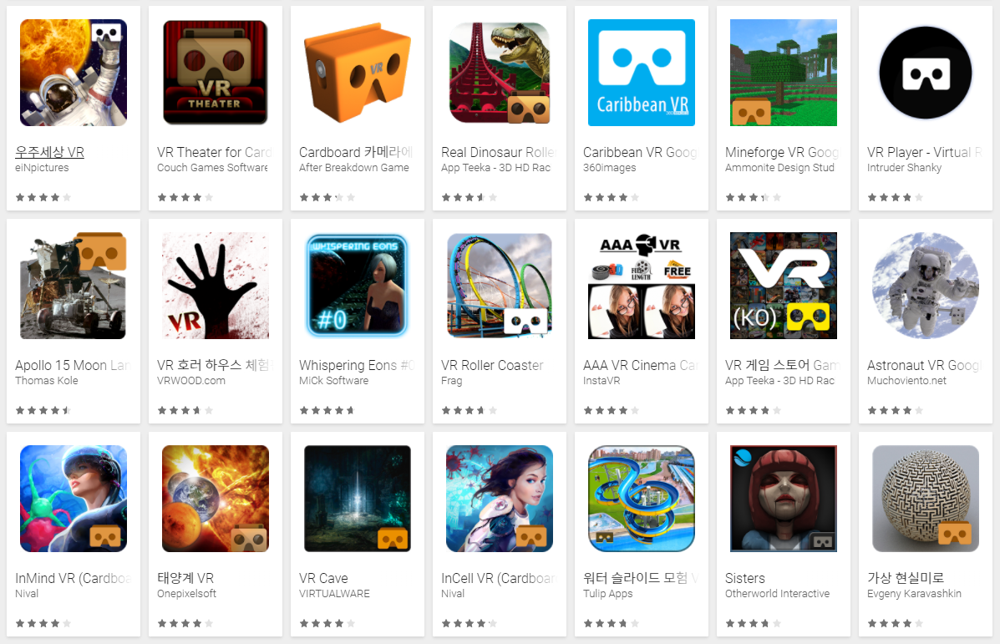 VR
THEATER
VR
Caribbean VR
우주세상 VR
eiNpictures
VR Theater for Card
Couch Games Software
Cardboard 카메라에
After Breakdown Game
Real Dinosaur Roller
App Teeka - 3D HD Rac
Caribbean VR Goog
360images
Mineforge VR Goog
Ammonite Design Stud
VR Player - Virtual R
Intruder Shanky
VR
WHISPERING EONS
#0
AAA VR
3D
FULL
LENGTH
FREE
VR
(KO)
Apollo 15 Moon Lan
Thomas Kole
VR 호러 하우스 체험
VRWOOD.com
Whispering Eons #0
MiCk Software
VR Roller Coaster
Frag
AAA VR Cinema Car
InstaVR
VR 게임 스토어 Gam
App Teeka - 3D HD Rac
Astronaut VR Googl
Muchoviento.net
InMind VR (Cardboa
Nival
태양계 VR
Onepixelsoft
VR Cave
VIRTUALWARE
InCell VR (Cardboar
Nival
워터 슬라이드 모험 V
Tulip Apps
Sisters
Otherworld Interactive
가상 현실미로
Evgeny Karavashkin